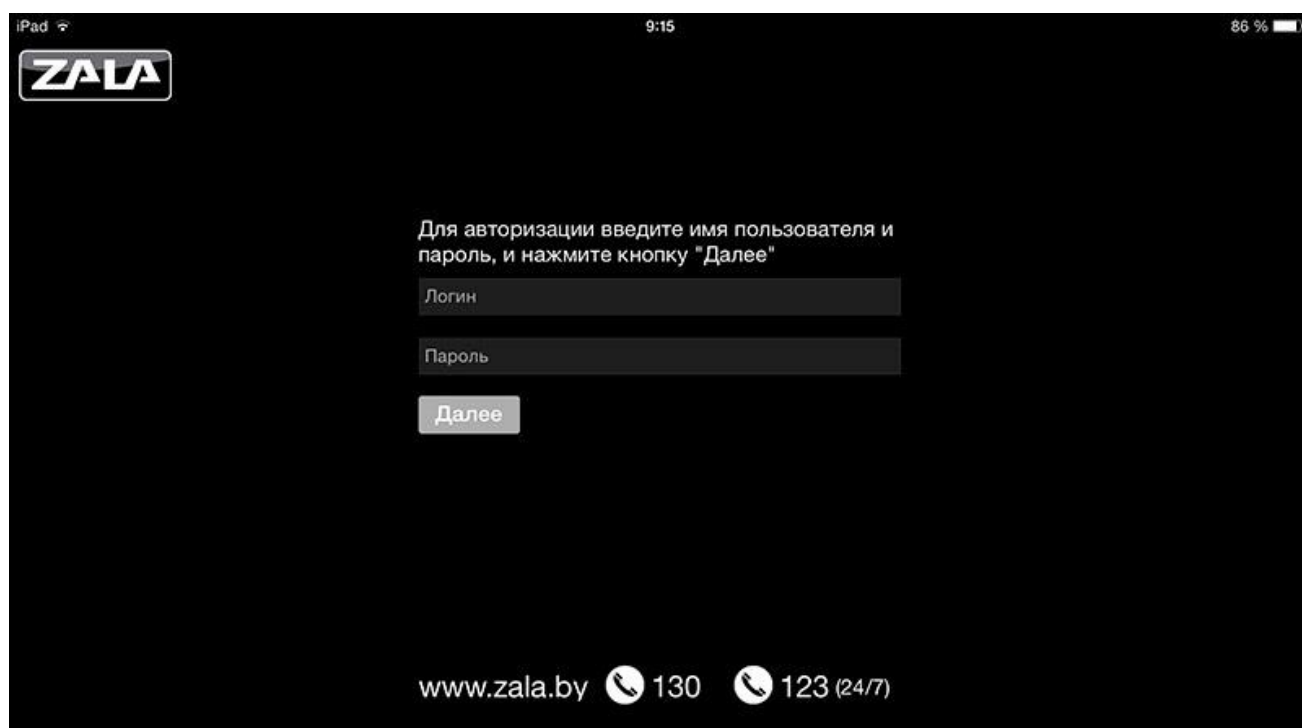 iPad 9:15 86 %
ZALA
Для авторизации введите имя пользователя и
пароль, и нажмите кнопку "Далее"
Логин
Пароль
Далее
www.zala.by 130 123 (24/7)